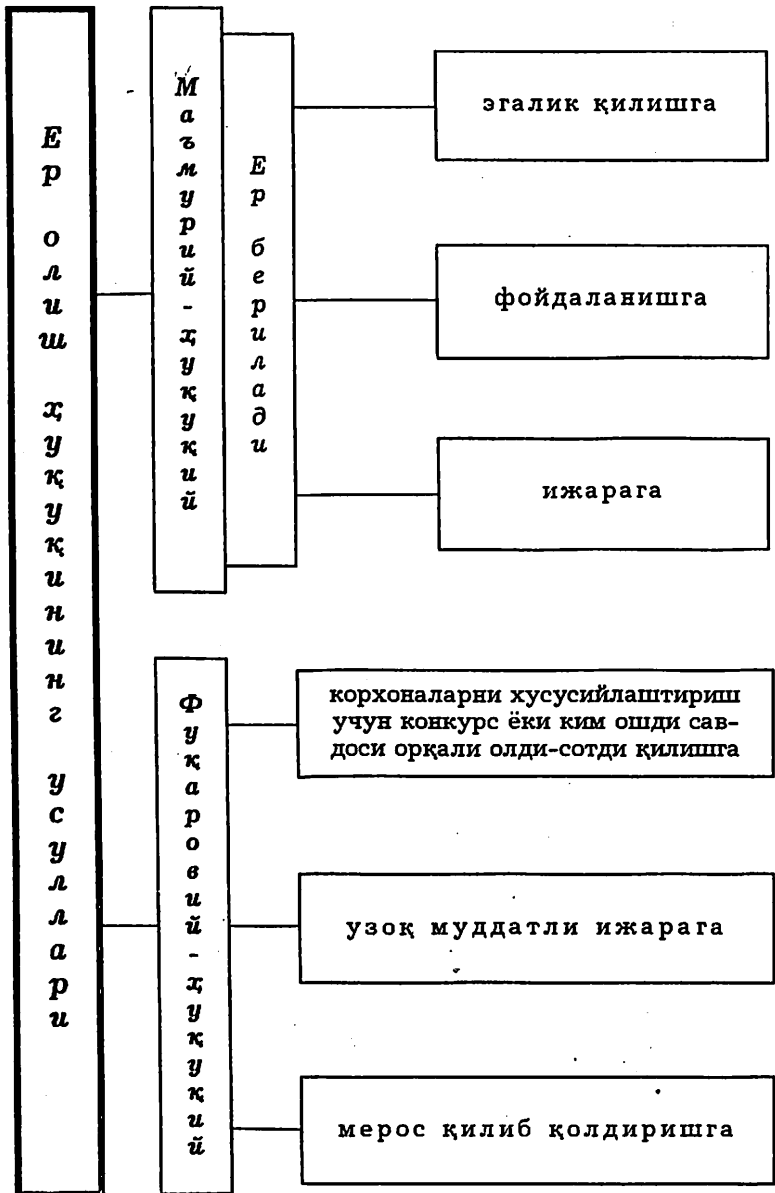 Ер олиш ҳуқуқининг усуллари
Маъмурий-ҳуқуқий
Ер берилади
эгалик қилишга
фойдаланишга
ижарага
Фуқаровий-ҳуқуқий
корхоналарни хусусийлаштириш
учун конкурс ёки ким ошди сав-
доси орқали олди-сотди қилишга
узоқ муддатли ижарага
мерос қилиб қолдиришга